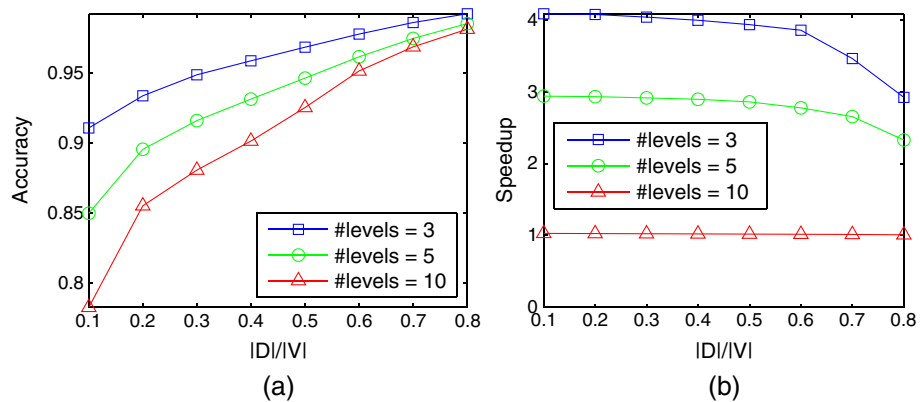 Accuracy
0.95
0.9
0.85
0.8
#levels = 3
#levels = 5
#levels = 10
0.1 0.2 0.3 0.4 0.5 0.6 0.7 0.8
|D|/|V|
(a)
Speedup
4
3
2
1
0
#levels = 3
#levels = 5
#levels = 10
0.1 0.2 0.3 0.4 0.5 0.6 0.7 0.8
|D|/|V|
(b)